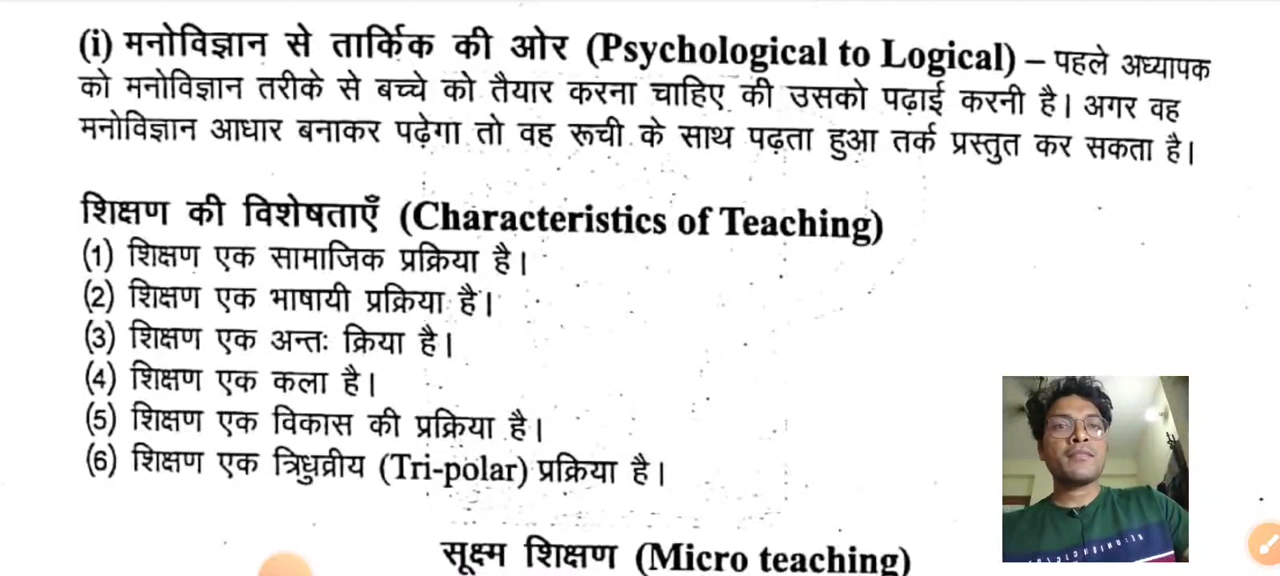 (i) मनोविज्ञान से तार्किक की ओर (Psychological to Logical) – पहले अध्यापक
को मनोविज्ञान तरीके से बच्चे को तैयार करना चाहिए की उसको पढ़ाई करनी है। अगर वह
मनोविज्ञान आधार बनाकर पढ़ेगा तो वह रूची के साथ पढ़ता हुआ तर्क प्रस्तुत कर सकता है।
शिक्षण की विशेषताएँ (Characteristics of Teaching)
(1) शिक्षण एक सामाजिक प्रक्रिया है।
(2) शिक्षण एक भाषायी प्रक्रिया है।
(3) शिक्षण एक अन्तः क्रिया है।
(4) शिक्षण एक कला है।
(5) शिक्षण एक विकास की प्रक्रिया है।
(6) शिक्षण एक त्रिधुव्रीय (Tri-polar) प्रक्रिया है।
सूक्ष्म शिक्षण (Micro teaching)